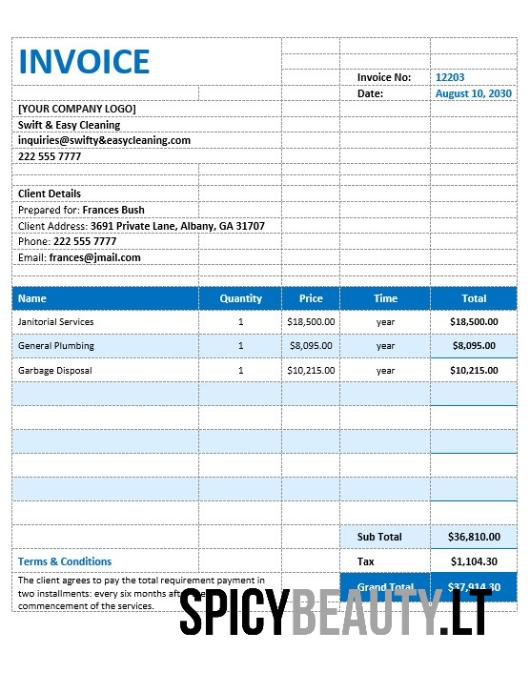 INVOICE
Invoice No: 12203
Date: August 10, 2030
[YOUR COMPANY LOGO]
Swift & Easy Cleaning
inquiries@swifty&easycleaning.com
222 555 7777
Client Details
Prepared for: Frances Bush
Client Address: 3691 Private Lane, Albany, GA 31707
Phone: 222 555 7777
Email: frances@jmail.com
Name Quantity Price Time Total
Janitorial Services 1 $18,500.00 year $18,500.00
General Plumbing 1 $8,095.00 year $8,095.00
Garbage Disposal 1 $10,215.00 year $10,215.00
Sub Total $36,810.00
Terms & Conditions Tax $1,104.30
The client agrees to pay the total requirement payment in
Grand Total $37,914.30
two installments: every six months
commencement of the services.
SPICYBEAUTY.LT